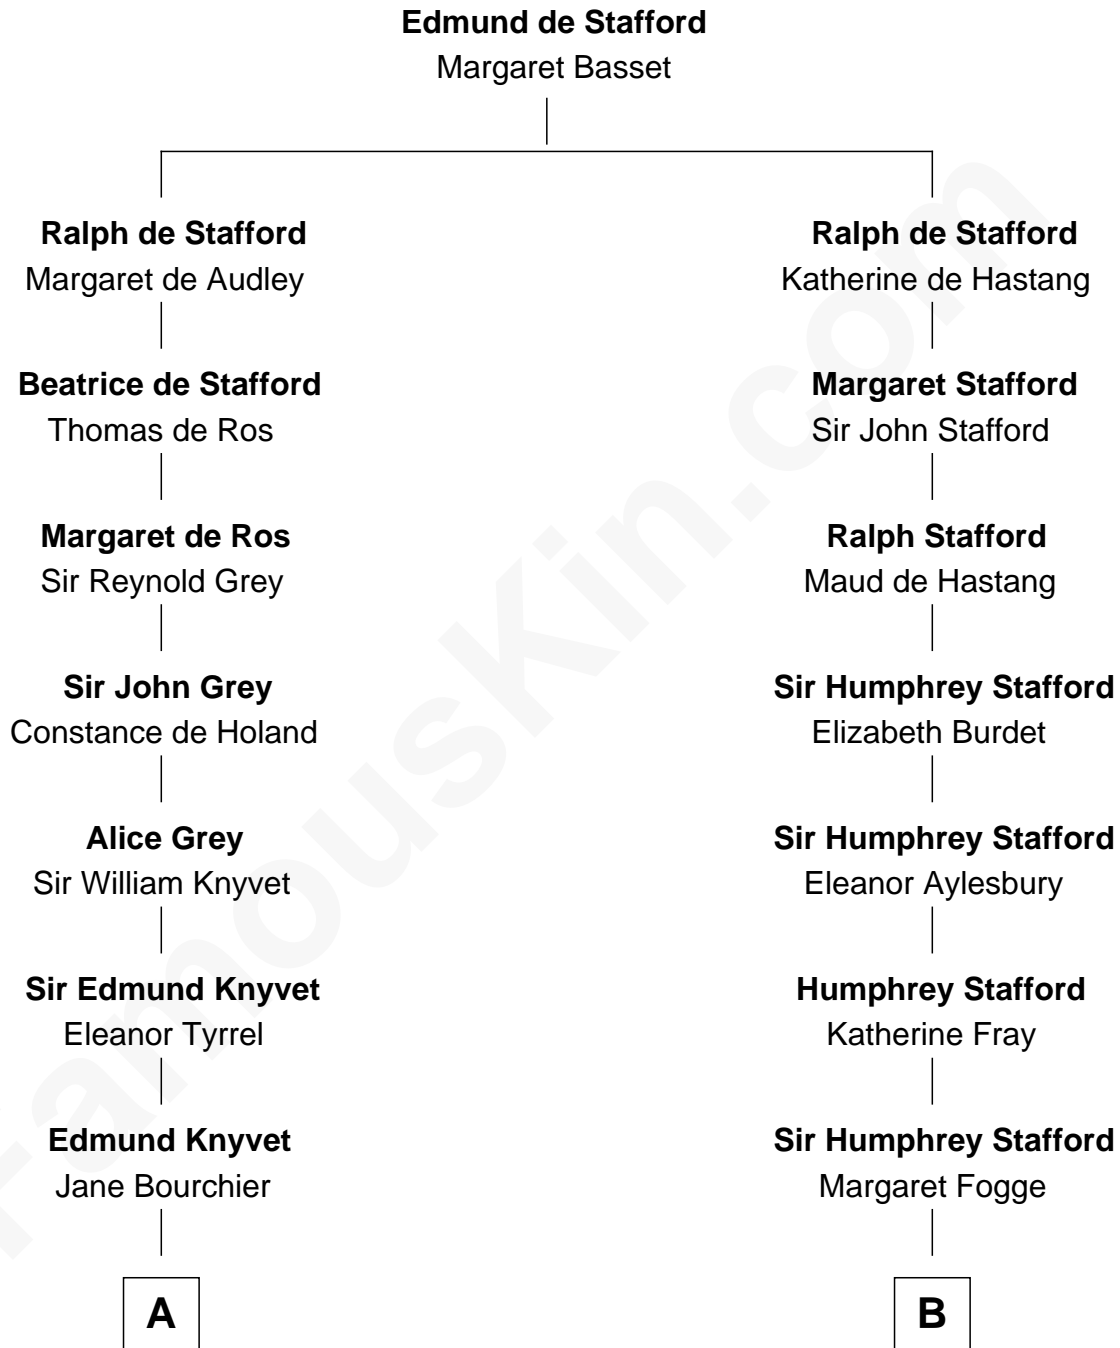 Edmund de Stafford
Margaret Basset
Ralph de Stafford
Margaret de Audley
Beatrice de Stafford
Thomas de Ros
Margaret de Ros
Sir Reynold Grey
Sir John Grey
Constance de Holand
Alice Grey
Sir William Knyvet
Sir Edmund Knyvet
Eleanor Tyrrel
Edmund Knyvet
Jane Bourchier
A
Ralph de Stafford
Katherine de Hastang
Margaret Stafford
Sir John Stafford
Ralph Stafford
Maud de Hastang
Sir Humphrey Stafford
Elizabeth Burdet
Sir Humphrey Stafford
Eleanor Aylesbury
Humphrey Stafford
Katherine Fray
Sir Humphrey Stafford
Margaret Fogge
B
FamousKin.com